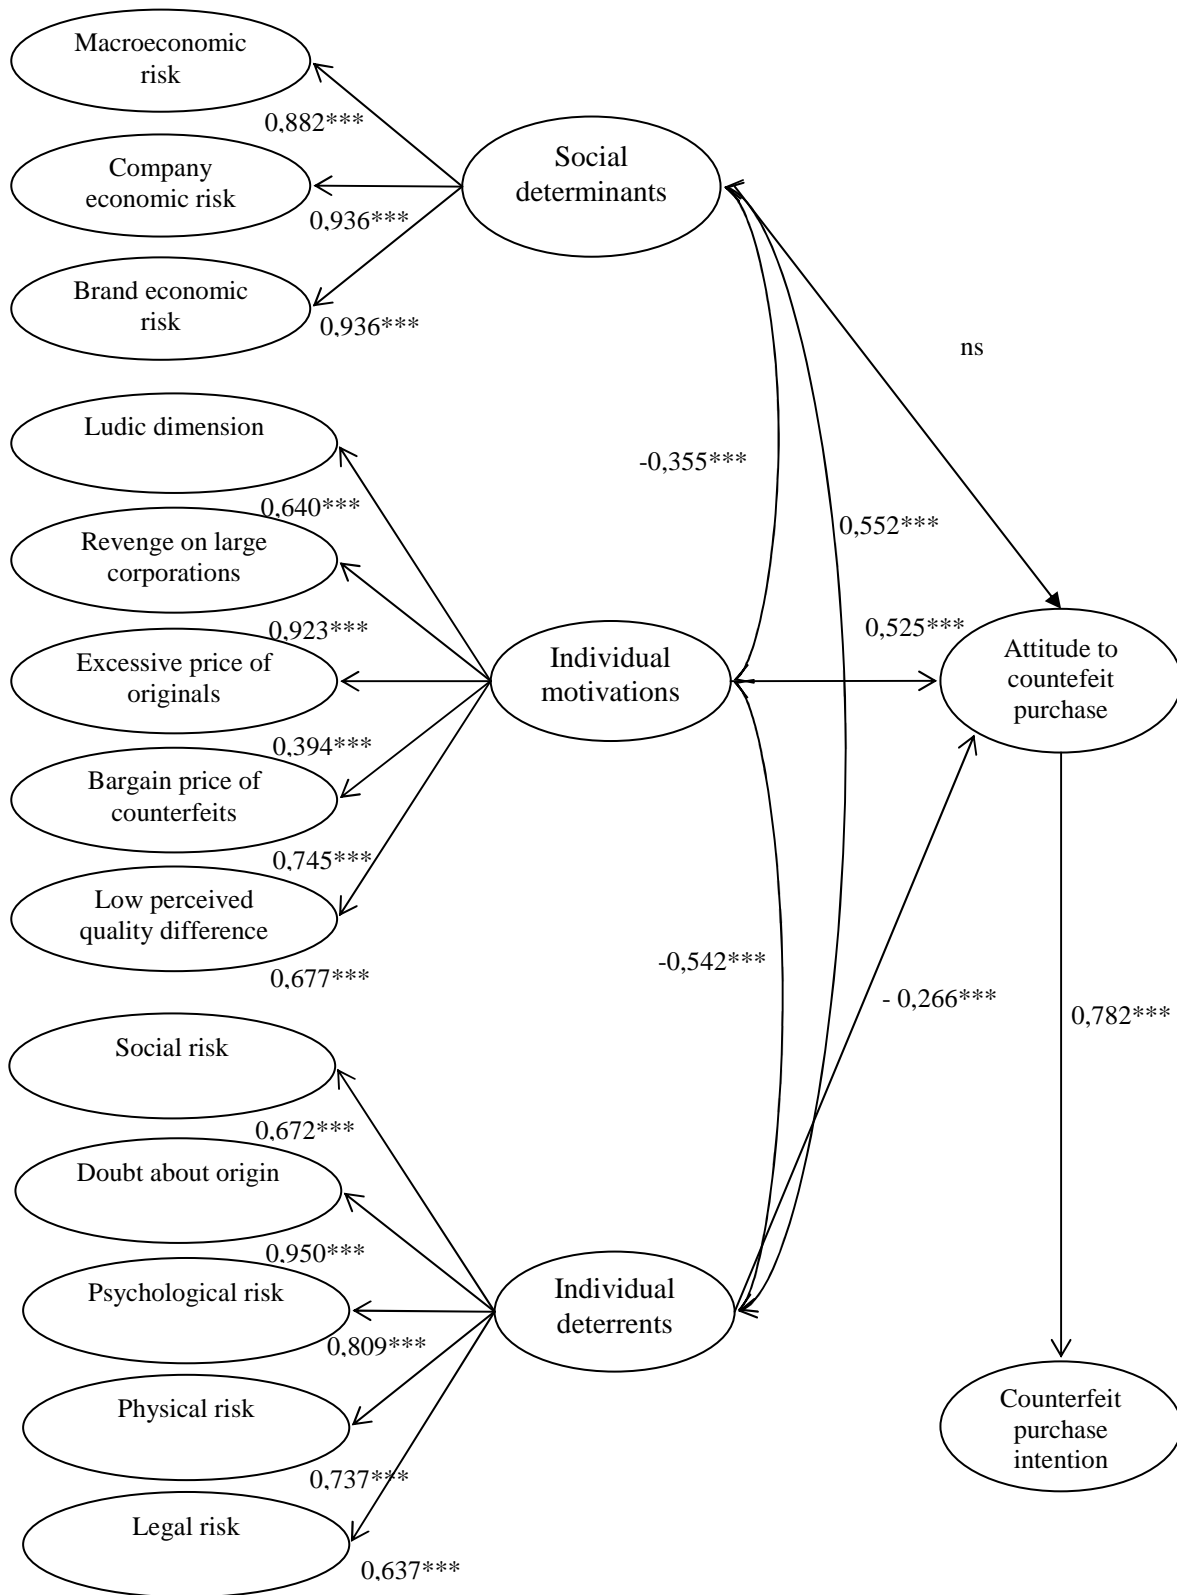 Macroeconomic
risk
0,882***
Company
economic risk
0,936***
Brand economic
risk
0,936***
Social
determinants
ns
Ludic dimension
0,640***
Revenge on large
corporations
0,923***
Excessive price of
originals
0,394***
Bargain price of
counterfeits
0,745***
Low perceived
quality difference
0,677***
Individual
motivations
-0,355***
0,552***
0,525***
Attitude to
countefeit
purchase
-0,542***
- 0,266***
0,782***
Social risk
0,672***
Doubt about origin
0,950***
Psychological risk
0,809***
Physical risk
0,737***
Legal risk
0,637***
Individual
deterrents
Counterfeit
purchase
intention